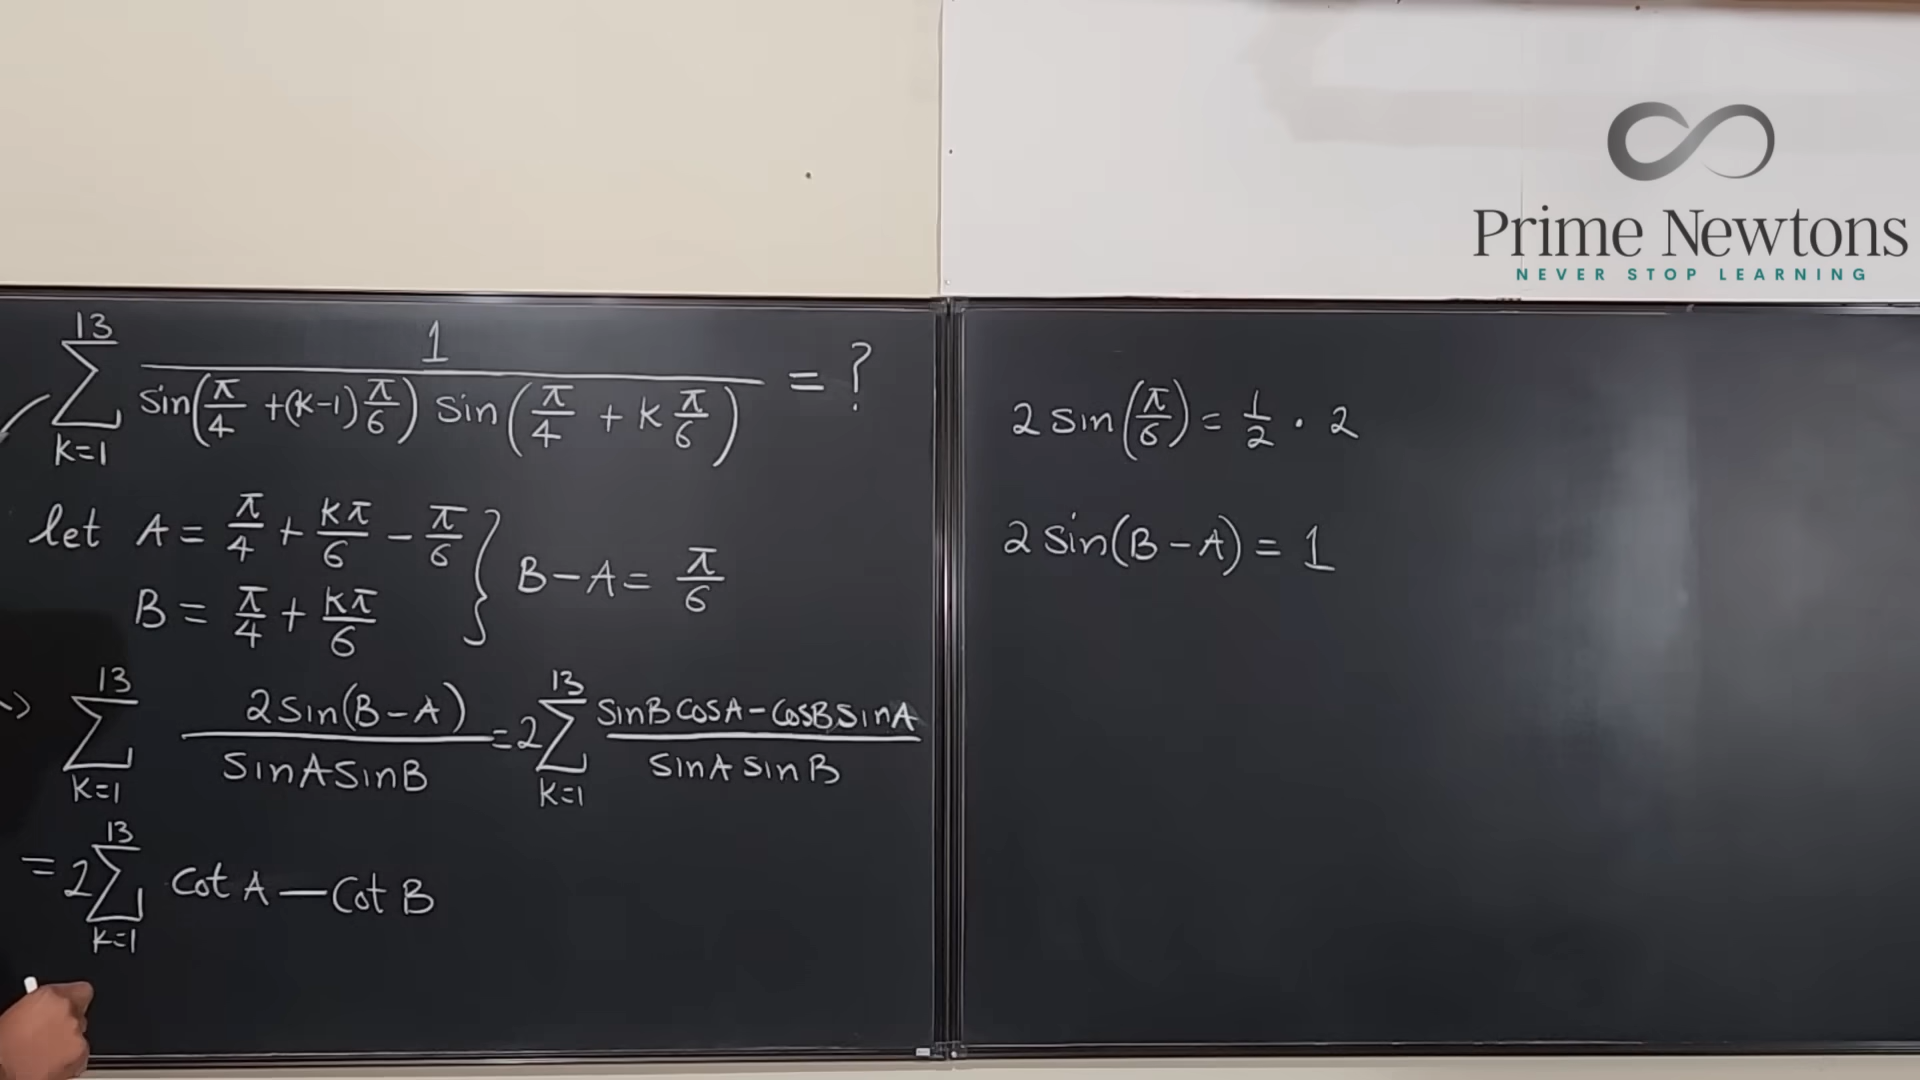 Prime Newtons
NEVER STOP LEARNING
13
∑ 1 / (sin(π/4 + (K-1)π/6) sin(π/4 + Kπ/6)) = ?
K=1
let A = π/4 + Kπ/6 - π/6 } B-A = π/6
B = π/4 + Kπ/6
13 13
∑ 2sin(B-A) / (sinA sinB) = 2∑ (sinB cosA - cosB sinA) / (sinA sinB)
K=1 K=1
13
= 2∑ Cot A - Cot B
K=1
2 sin(π/6) = 1/2 · 2
2 sin(B-A) = 1